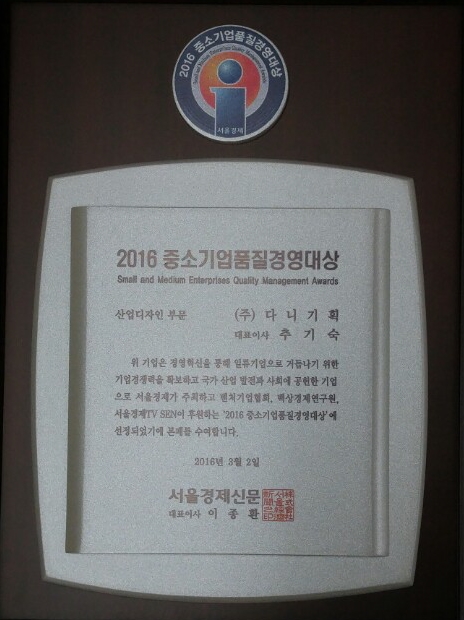 2016 중소기업품질경영대상
서울경제
2016 중소기업품질경영대상
Small and Medium Enterprises Quality Management Awards
산업디자인 부문 (주) 다니기획
대표이사 추기숙
위 기업은 경영혁신을 통해 일류기업으로 거듭나기 위한
기업경쟁력을 확보하고 국가 산업 발전과 사회에 공헌한 기업
으로 서울경제가 주최하고 벤처기업협회, 백상경제연구원,
서울경제TV SEN이 후원하는 '2016 중소기업품질경영대상'에
선정되었기에 본패를 수여합니다.
2016년 3월 2일
서울경제신문
대표이사 이종환